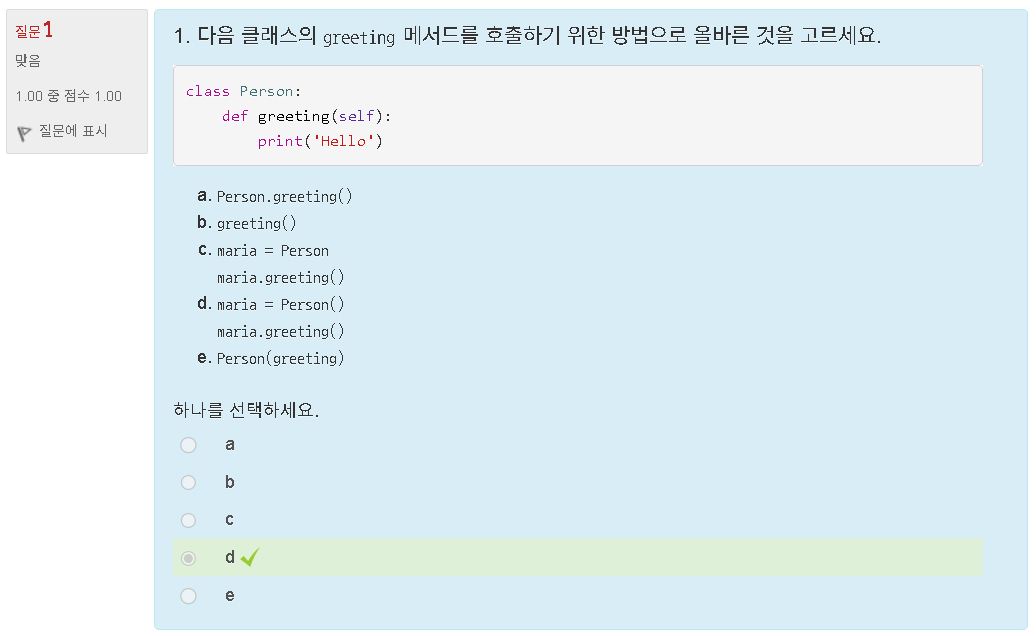 질문 1
맞음
1.00 중 점수 1.00
질문에 표시
1. 다음 클래스의 greeting 메서드를 호출하기 위한 방법으로 올바른 것을 고르세요.
class Person:
    def greeting(self):
        print('Hello')
a. Person.greeting()
b. greeting()
c. maria = Person
maria.greeting()
d. maria = Person()
maria.greeting()
e. Person(greeting)
하나를 선택하세요.
a
b
c
d
e